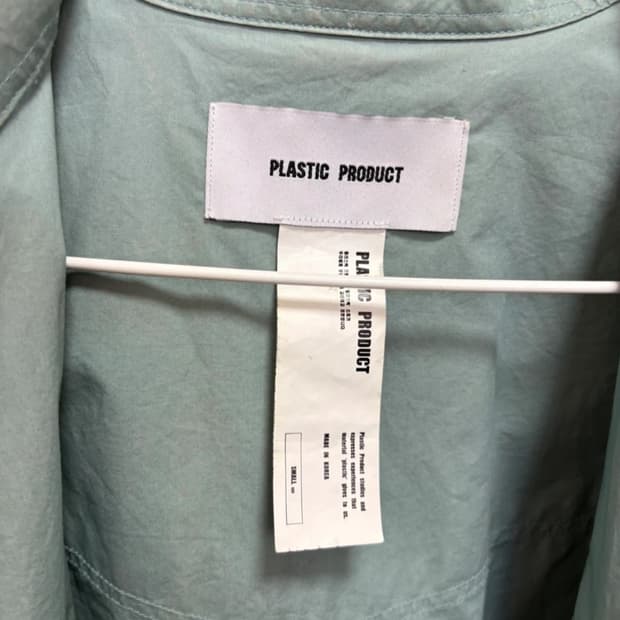 PLASTIC PRODUCT
PLASTIC PRODUCT
Plastic Product studies and
expresses experiences that
material 'plastic' gives to us.
MADE IN KOREA
SMALL